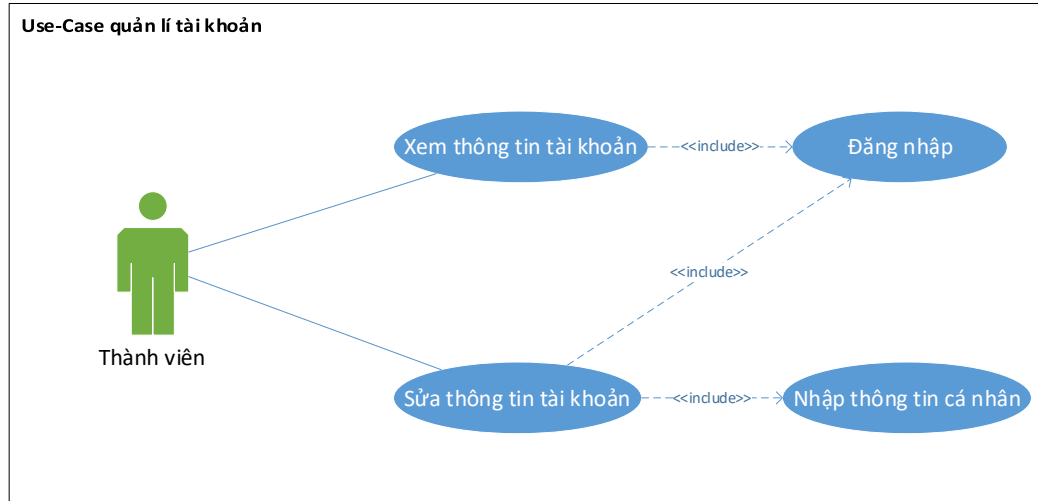 Use-Case quản lí tài khoản
Xem thông tin tài khoản
<<include>>
Đăng nhập
<<include>>
Thành viên
Sửa thông tin tài khoản
<<include>>
Nhập thông tin cá nhân